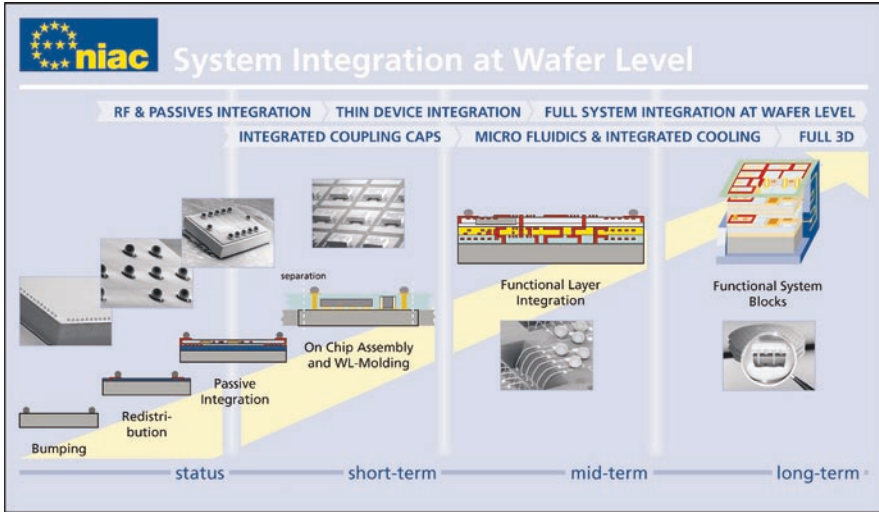 eniac
System Integration at Wafer Level
RF & PASSIVES INTEGRATION THIN DEVICE INTEGRATION FULL SYSTEM INTEGRATION AT WAFER LEVEL
INTEGRATED COUPLING CAPS MICRO FLUIDICS & INTEGRATED COOLING FULL 3D
separation
Functional Layer
Integration
Functional System
Blocks
On Chip Assembly
and WL-Molding
Passive
Integration
Redistri-
bution
Bumping
status short-term mid-term long-term